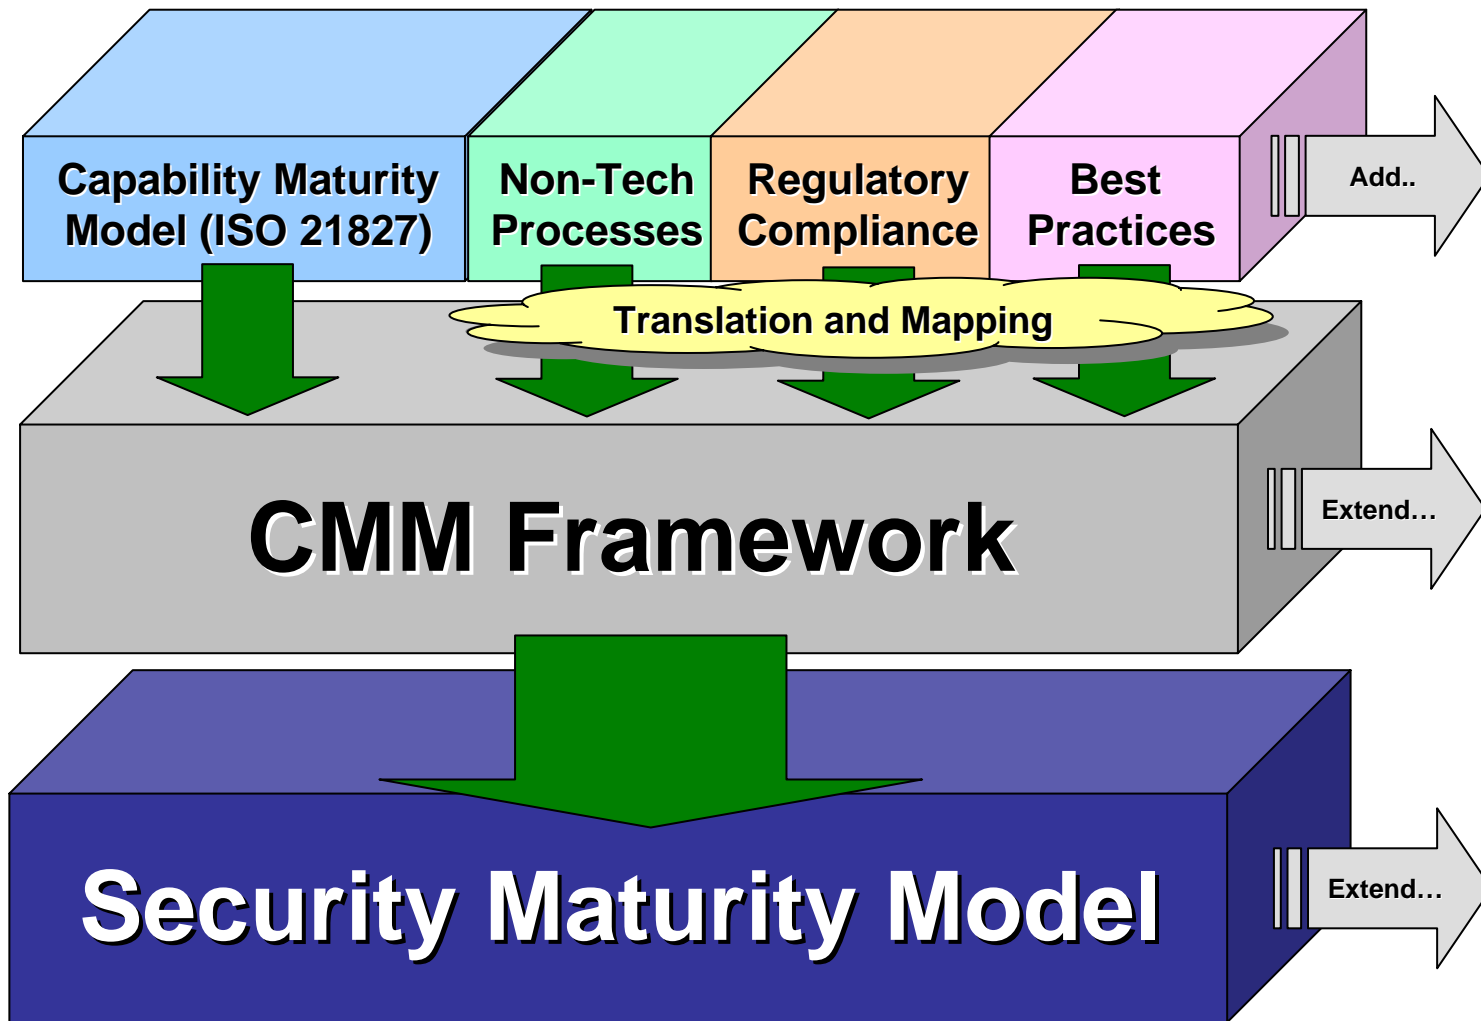 Capability Maturity
Model (ISO 21827)
Non-Tech
Processes
Regulatory
Compliance
Best
Practices
Add..
Translation and Mapping
CMM Framework
Extend...
Security Maturity Model
Extend...